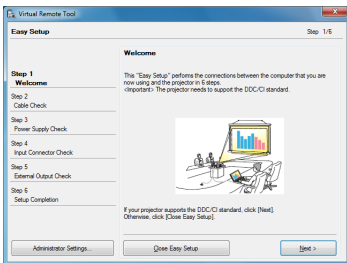 Virtual Remote Tool
Easy Setup
Step 1/6
Step 1
Welcome
Step 2
Cable Check
Step 3
Power Supply Check
Step 4
Input Connector Check
Step 5
External Output Check
Step 6
Setup Completion
Welcome
This "Easy Setup" performs the connections between the computer that you are
now using and the projector in 6 steps.
<Important> The projector needs to support the DDC/CI standard.
If your projector supports the DDC/CI standard, click [Next].
Otherwise, click [Close Easy Setup].
Administrator Settings...
Close Easy Setup
Next >